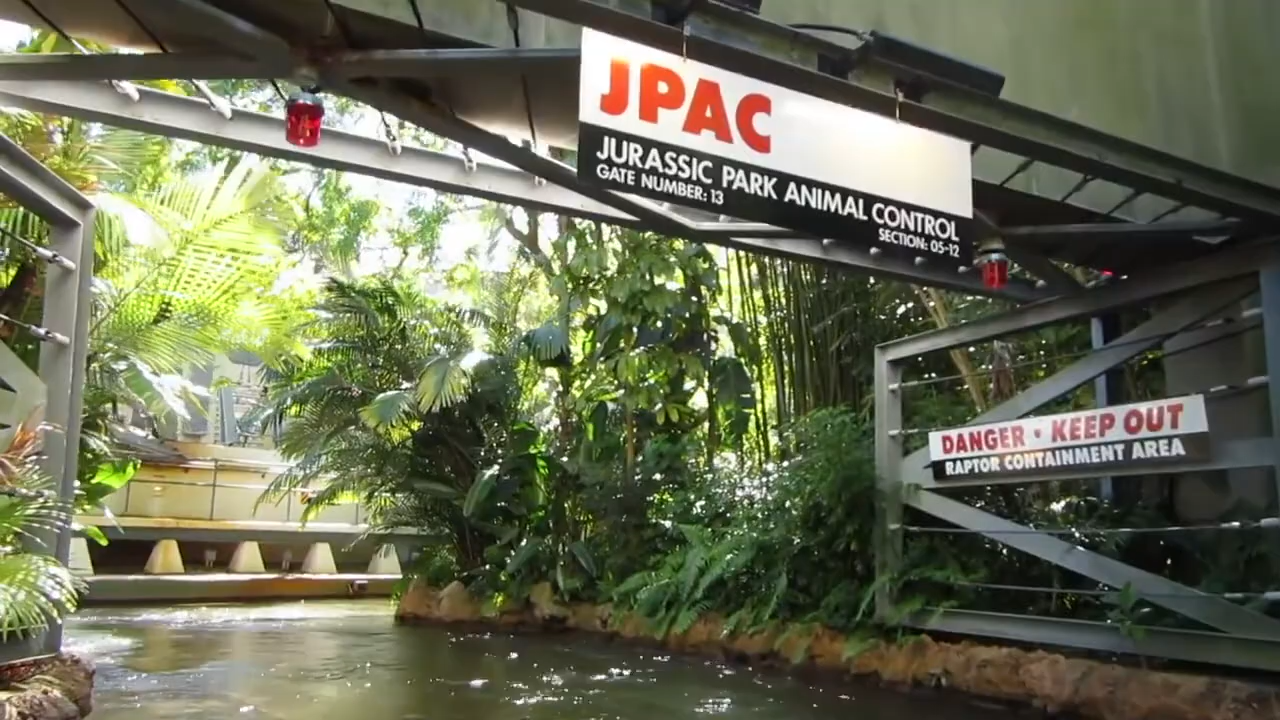 JPAC
JURASSIC PARK ANIMAL CONTROL
GATE NUMBER: 13
SECTION: 05-12
DANGER • KEEP OUT
RAPTOR CONTAINMENT AREA